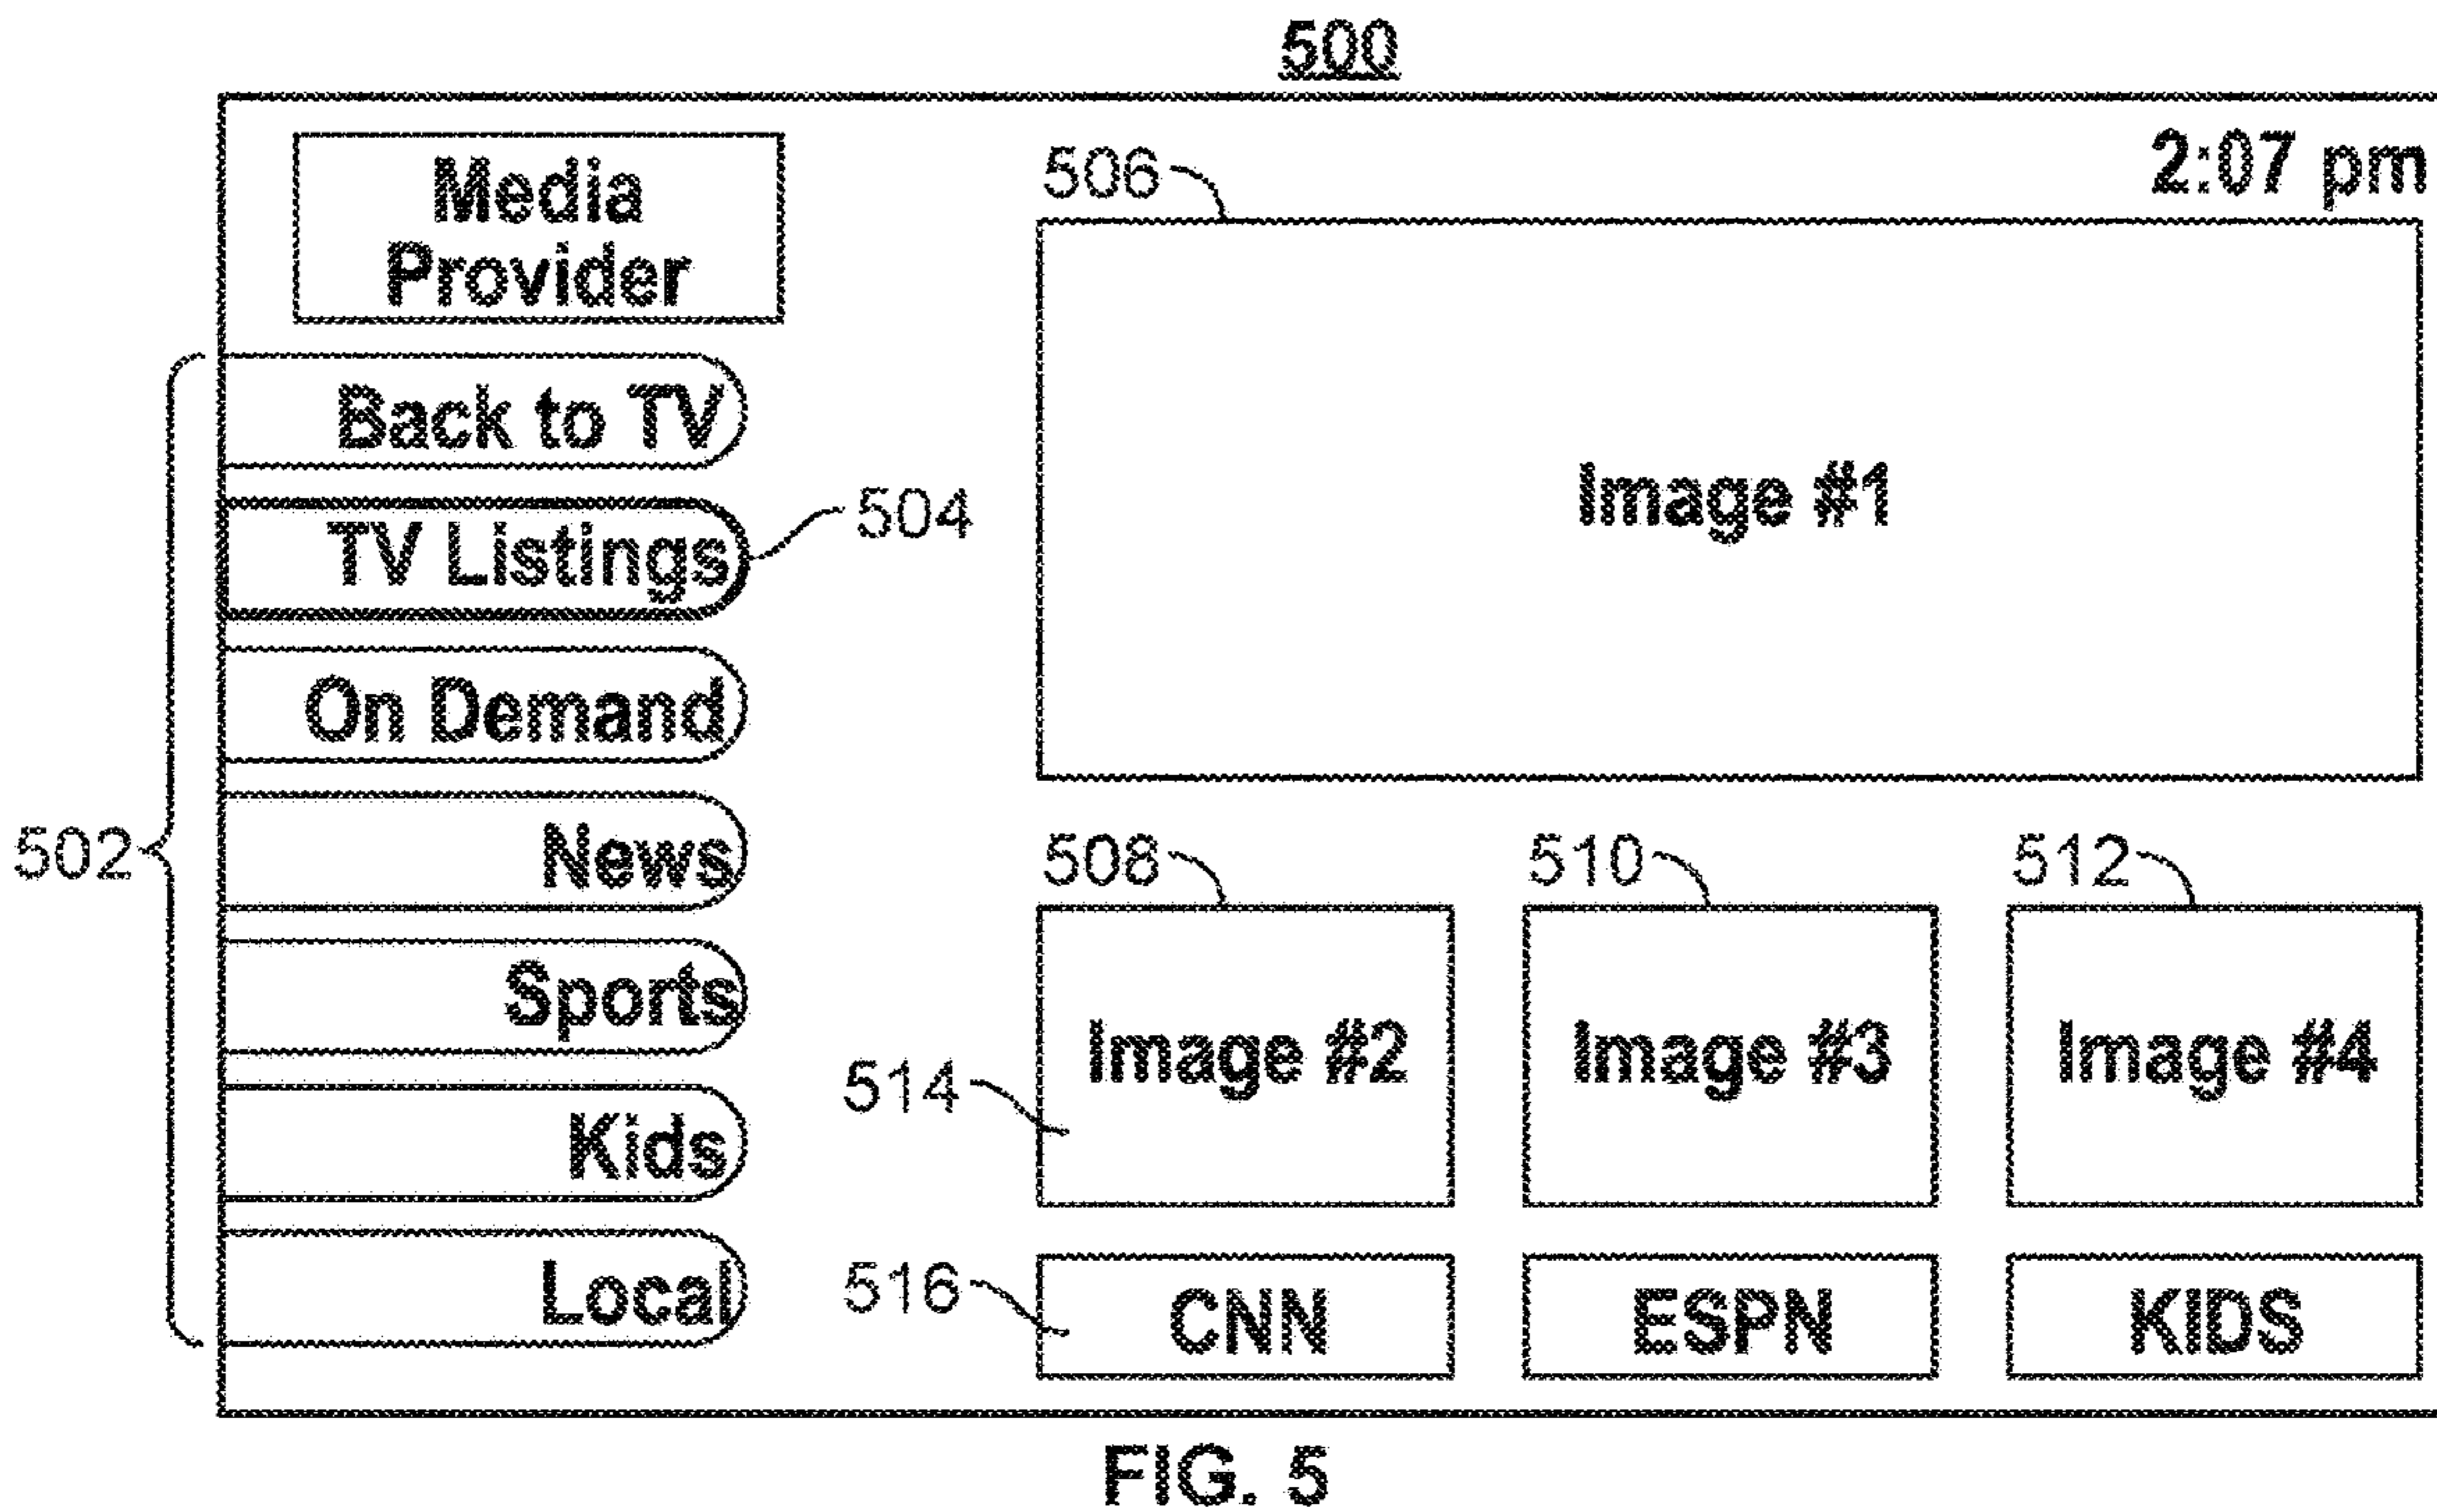 500
2:07 pm
Media
Provider
506
Back to TV
TV Listings
504
Image #1
On Demand
502
News
508
510
512
Sports
Image #2
Image #3
Image #4
514
Kids
Local
516
CNN
ESPN
KIDS
FIG. 5